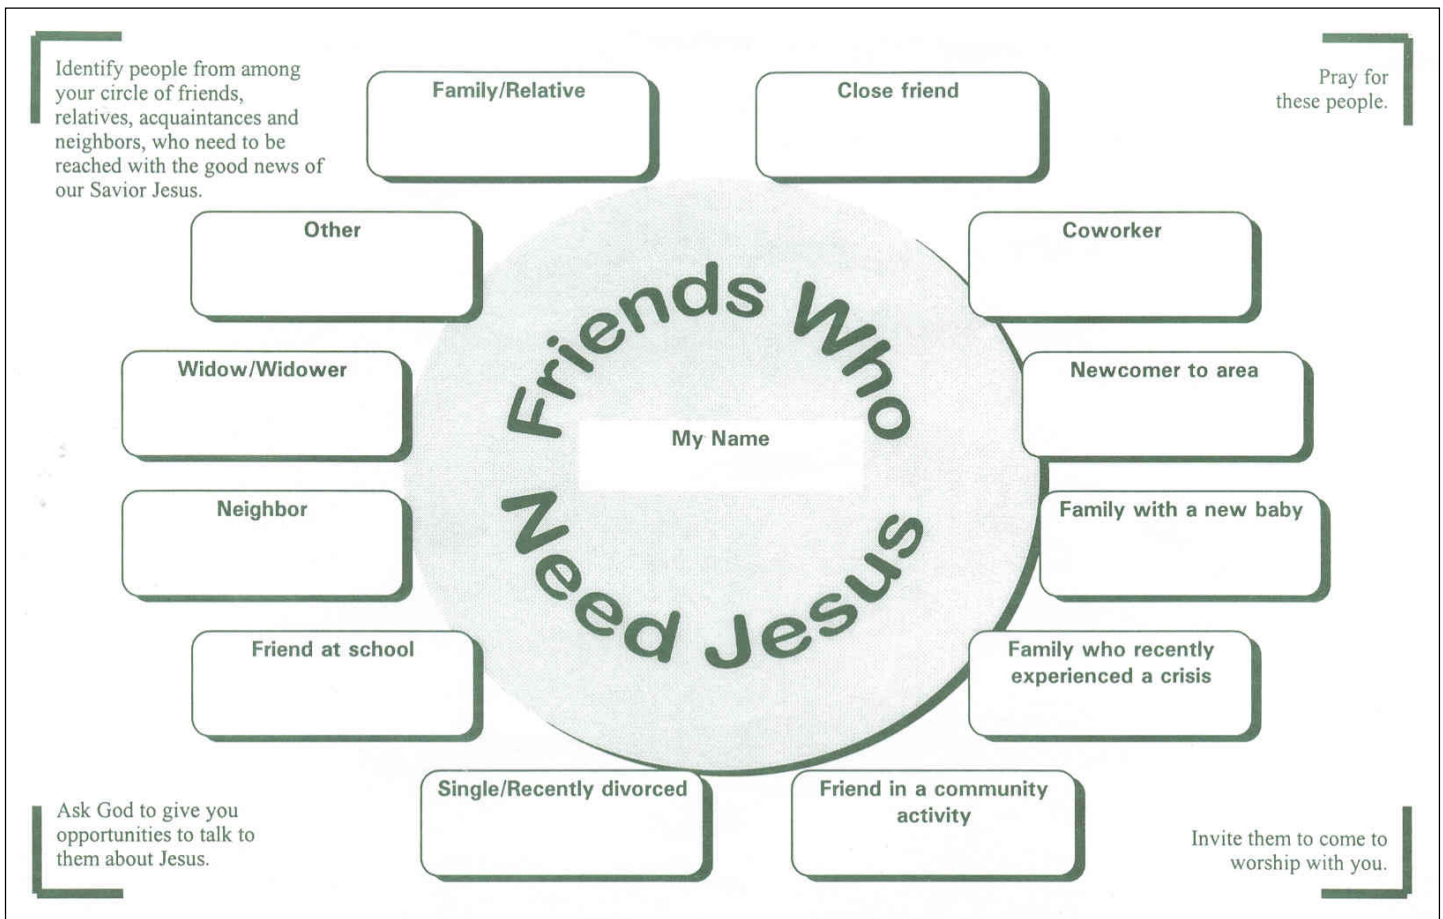 Identify people from among
your circle of friends,
relatives, acquaintances and
neighbors, who need to be
reached with the good news of
our Savior Jesus.
Family/Relative
Close friend
Pray for
these people.
Other
Coworker
Widow/Widower
Newcomer to area
Friends Who
My Name
Need Jesus
Neighbor
Family with a new baby
Friend at school
Family who recently
experienced a crisis
Single/Recently divorced
Friend in a community
activity
Ask God to give you
opportunities to talk to
them about Jesus.
Invite them to come to
worship with you.